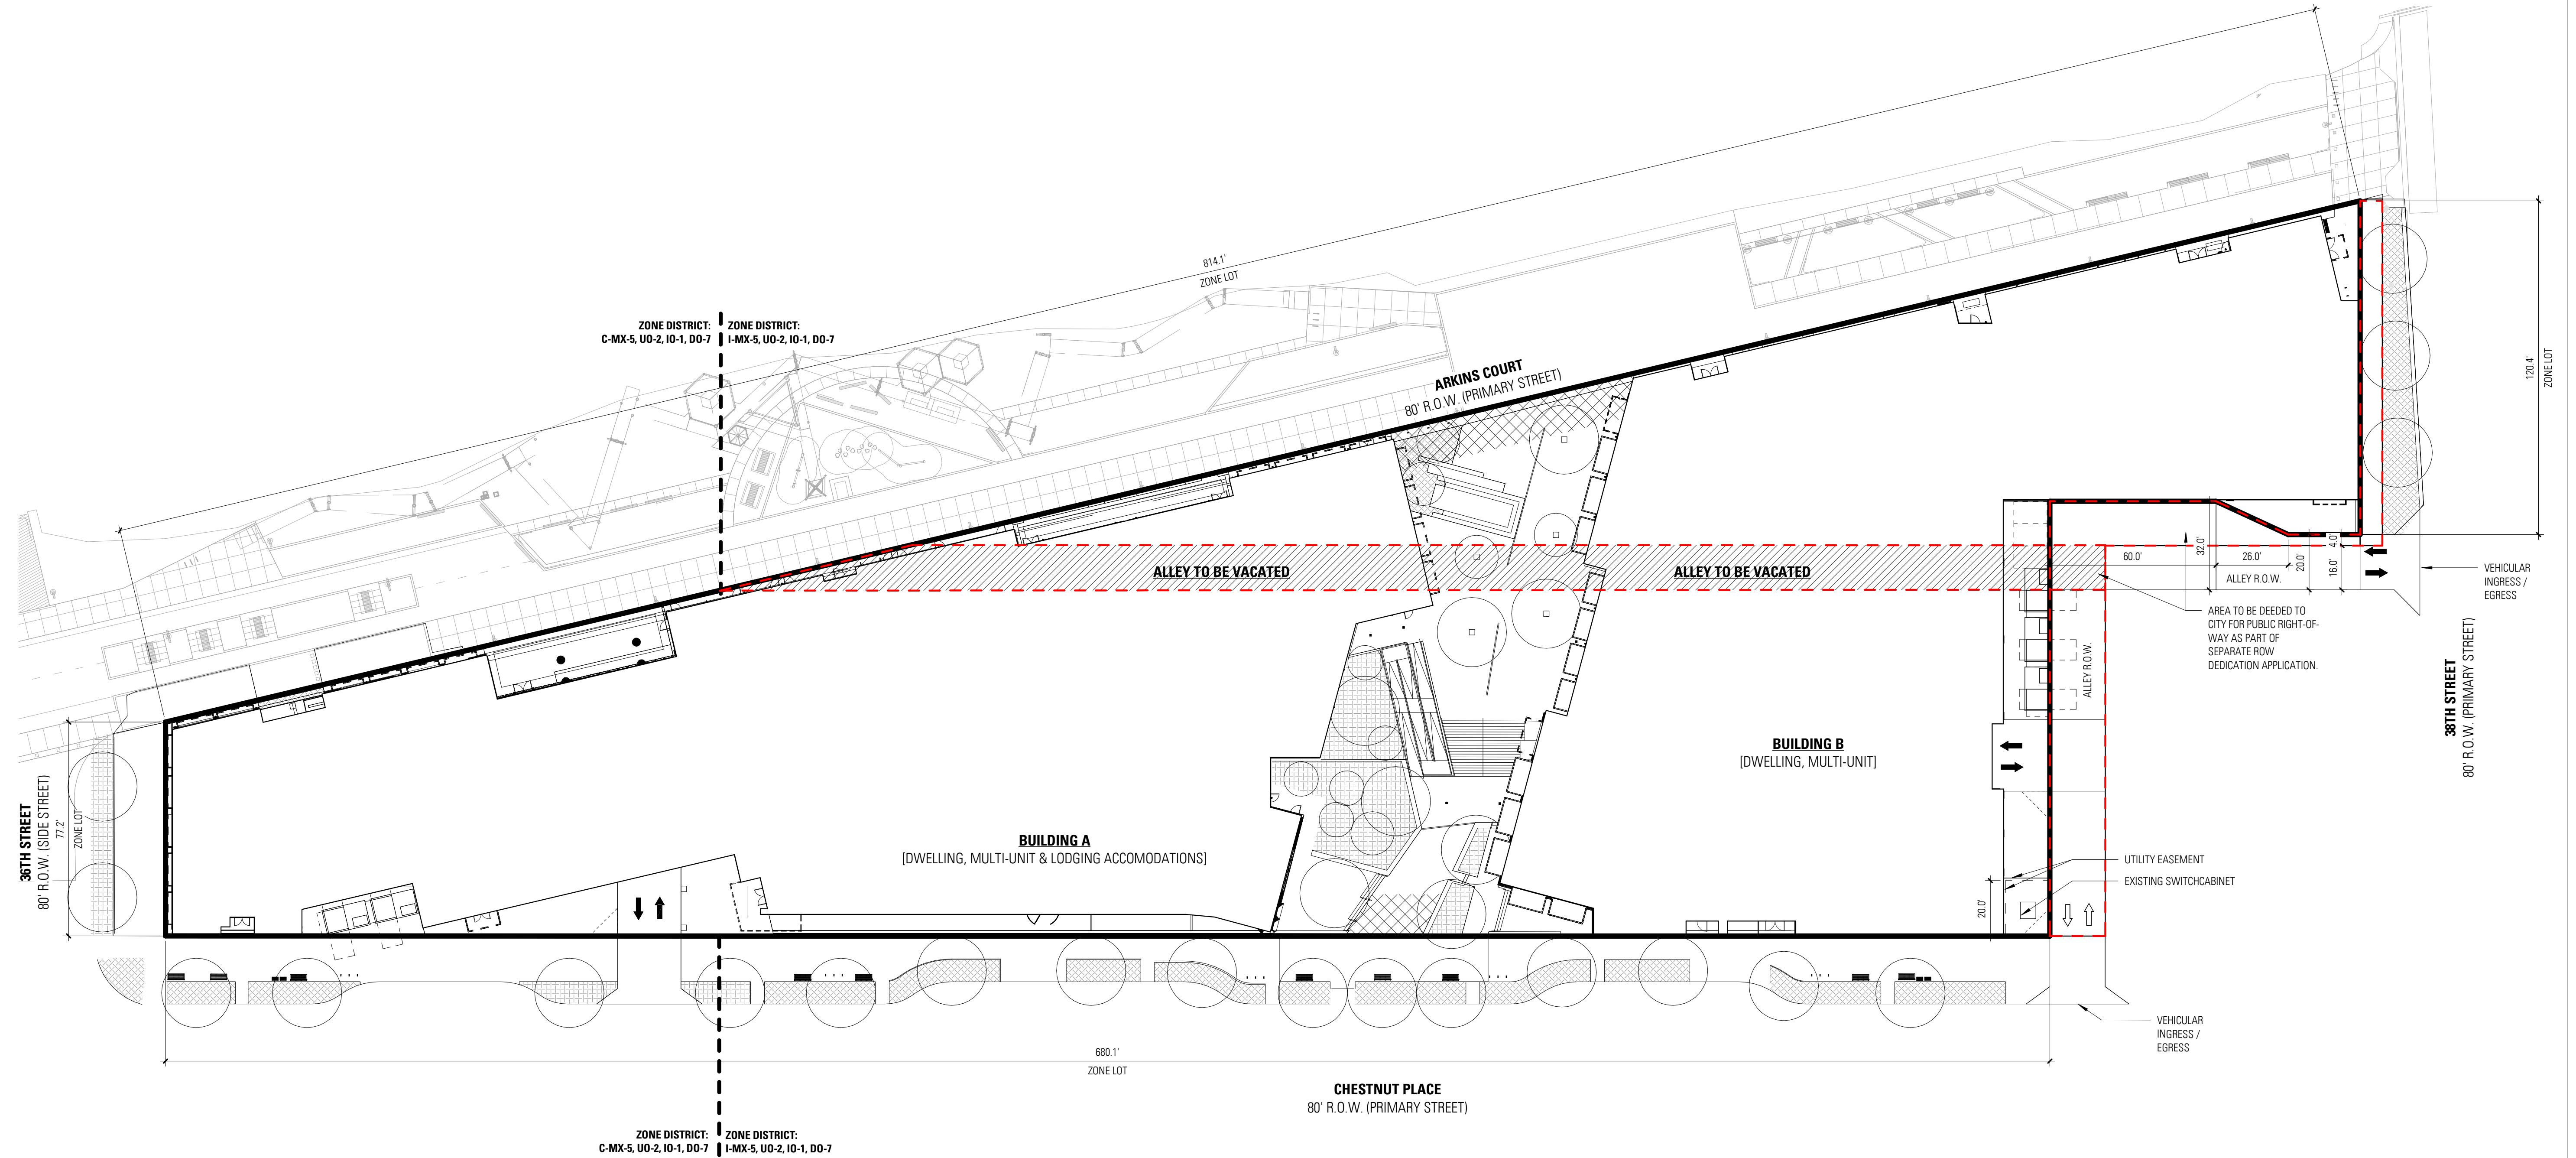 814.1'
ZONE LOT
ZONE DISTRICT:
C-MX-5, UO-2, IO-1, DO-7
ZONE DISTRICT:
I-MX-5, UO-2, IO-1, DO-7
ARKINS COURT
80' R.O.W. (PRIMARY STREET)
120.4'
ZONE LOT
ALLEY TO BE VACATED
ALLEY TO BE VACATED
60.0'
32.0'
26.0'
20.0'
16.0'
4.0'
ALLEY R.O.W.
VEHICULAR
INGRESS /
EGRESS
AREA TO BE DEEDED TO
CITY FOR PUBLIC RIGHT-OF-
WAY AS PART OF
SEPARATE ROW
DEDICATION APPLICATION.
ALLEY R.O.W.
38TH STREET
80' R.O.W. (PRIMARY STREET)
36TH STREET
80' R.O.W. (SIDE STREET)
77.2'
ZONE LOT
BUILDING B
[DWELLING, MULTI-UNIT]
BUILDING A
[DWELLING, MULTI-UNIT & LODGING ACCOMODATIONS]
UTILITY EASEMENT
EXISTING SWITCHCABINET
20.0'
VEHICULAR
INGRESS /
EGRESS
680.1'
ZONE LOT
CHESTNUT PLACE
80' R.O.W. (PRIMARY STREET)
ZONE DISTRICT:
C-MX-5, UO-2, IO-1, DO-7
ZONE DISTRICT:
I-MX-5, UO-2, IO-1, DO-7